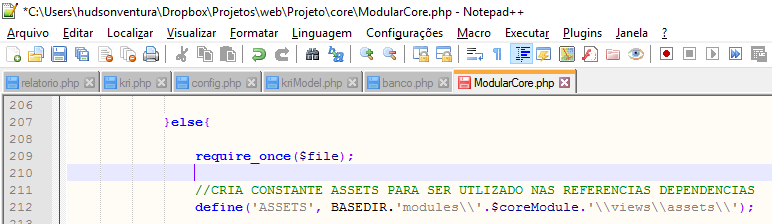 *C:\Users\hudsonventura\Dropbox\Projetos\web\Projeto\core\ModularCore.php - Notepad++
Arquivo Editar Localizar Visualizar Formatar Linguagem Configurações Macro Executar Plugins Janela ?
relatorio.php kri.php config.php kriModel.php banco.php ModularCore.php
206
207 }else{
208
209 require_once($file);
210
211 //CRIA CONSTANTE ASSETS PARA SER UTLIZADO NAS REFERENCIAS DEPENDENCIAS
212 define('ASSETS', BASEDIR.'modules\\'.$coreModule.'\\views\\assets\\');